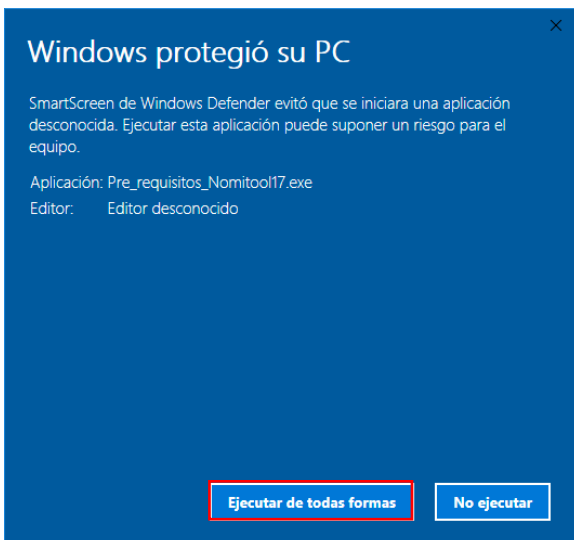 Windows protegió su PC
SmartScreen de Windows Defender evitó que se iniciara una aplicación
desconocida. Ejecutar esta aplicación puede suponer un riesgo para el
equipo.
Aplicación: Pre_requisitos_Nomitool17.exe
Editor: Editor desconocido
Ejecutar de todas formas No ejecutar